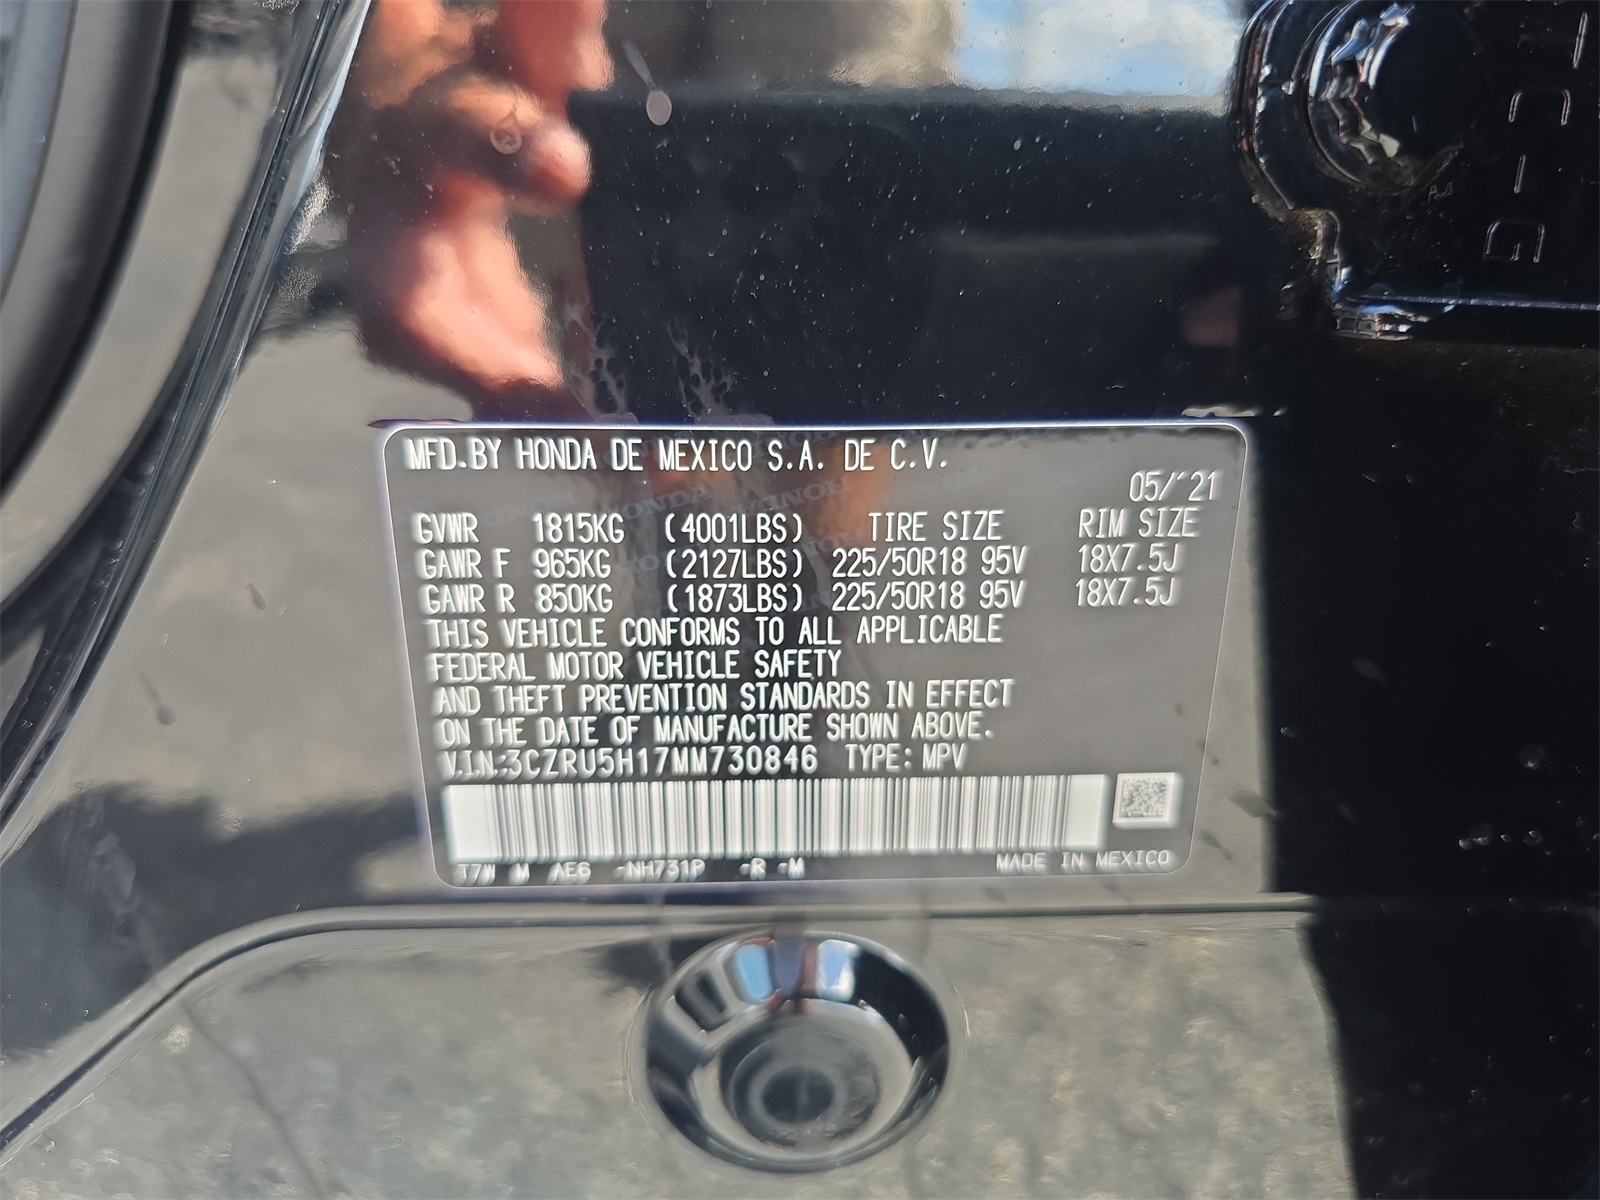 MFD.BY HONDA DE MEXICO S.A. DE C.V.
05/'21
GVWR 1815KG (4001LBS) TIRE SIZE RIM SIZE
GAWR F 965KG (2127LBS) 225/50R18 95V 18X7.5J
GAWR R 850KG (1873LBS) 225/50R18 95V 18X7.5J
THIS VEHICLE CONFORMS TO ALL APPLICABLE
FEDERAL MOTOR VEHICLE SAFETY
AND THEFT PREVENTION STANDARDS IN EFFECT
ON THE DATE OF MANUFACTURE SHOWN ABOVE.
V.I.N:3CZRU5H17MM730846 TYPE: MPV
T7W M AE6 -NH731P -R -M MADE IN MEXICO